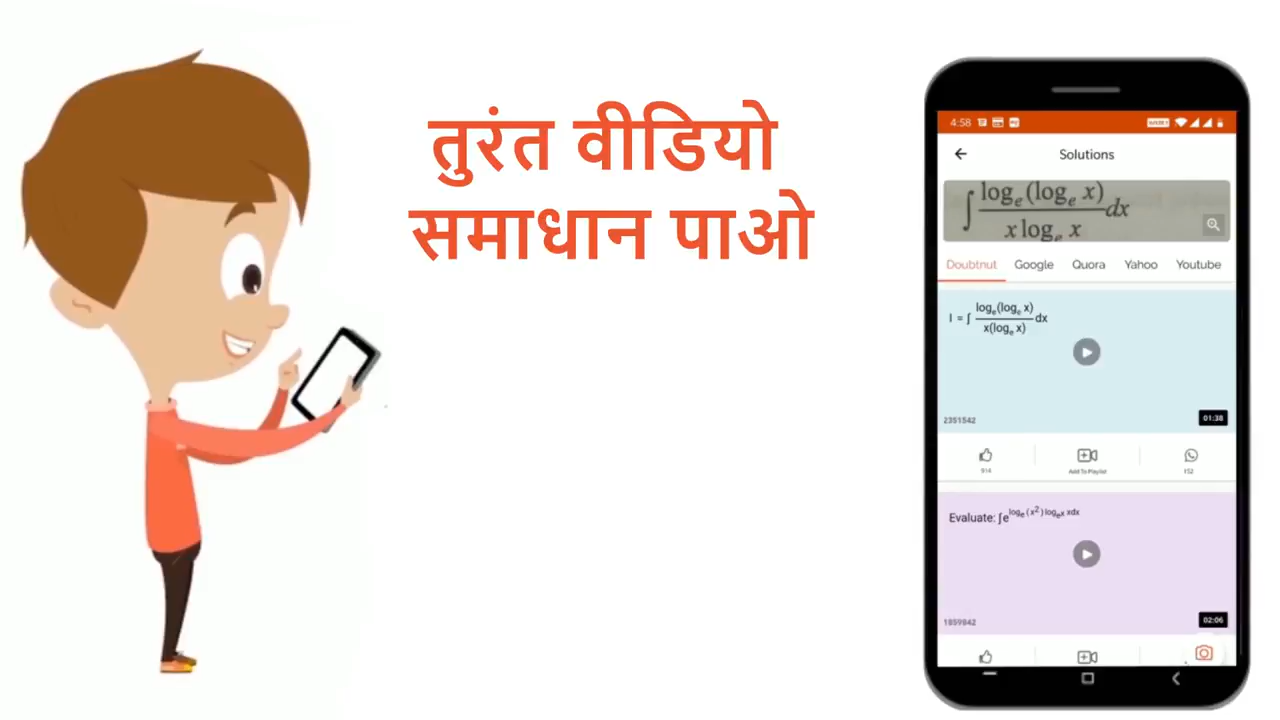 तुरंत वीडियो
समाधान पाओ
4:58
Solutions
∫ log_e (log_e x) / x log_e x dx
Doubtnut Google Quora Yahoo Youtube
I = ∫ log_e(log_e x) / x(log_e x) dx
2351542 01:38
914 Add To Playlist 152
Evaluate: ∫e^log_e (x^2) log_e x xdx
1859842 02:06